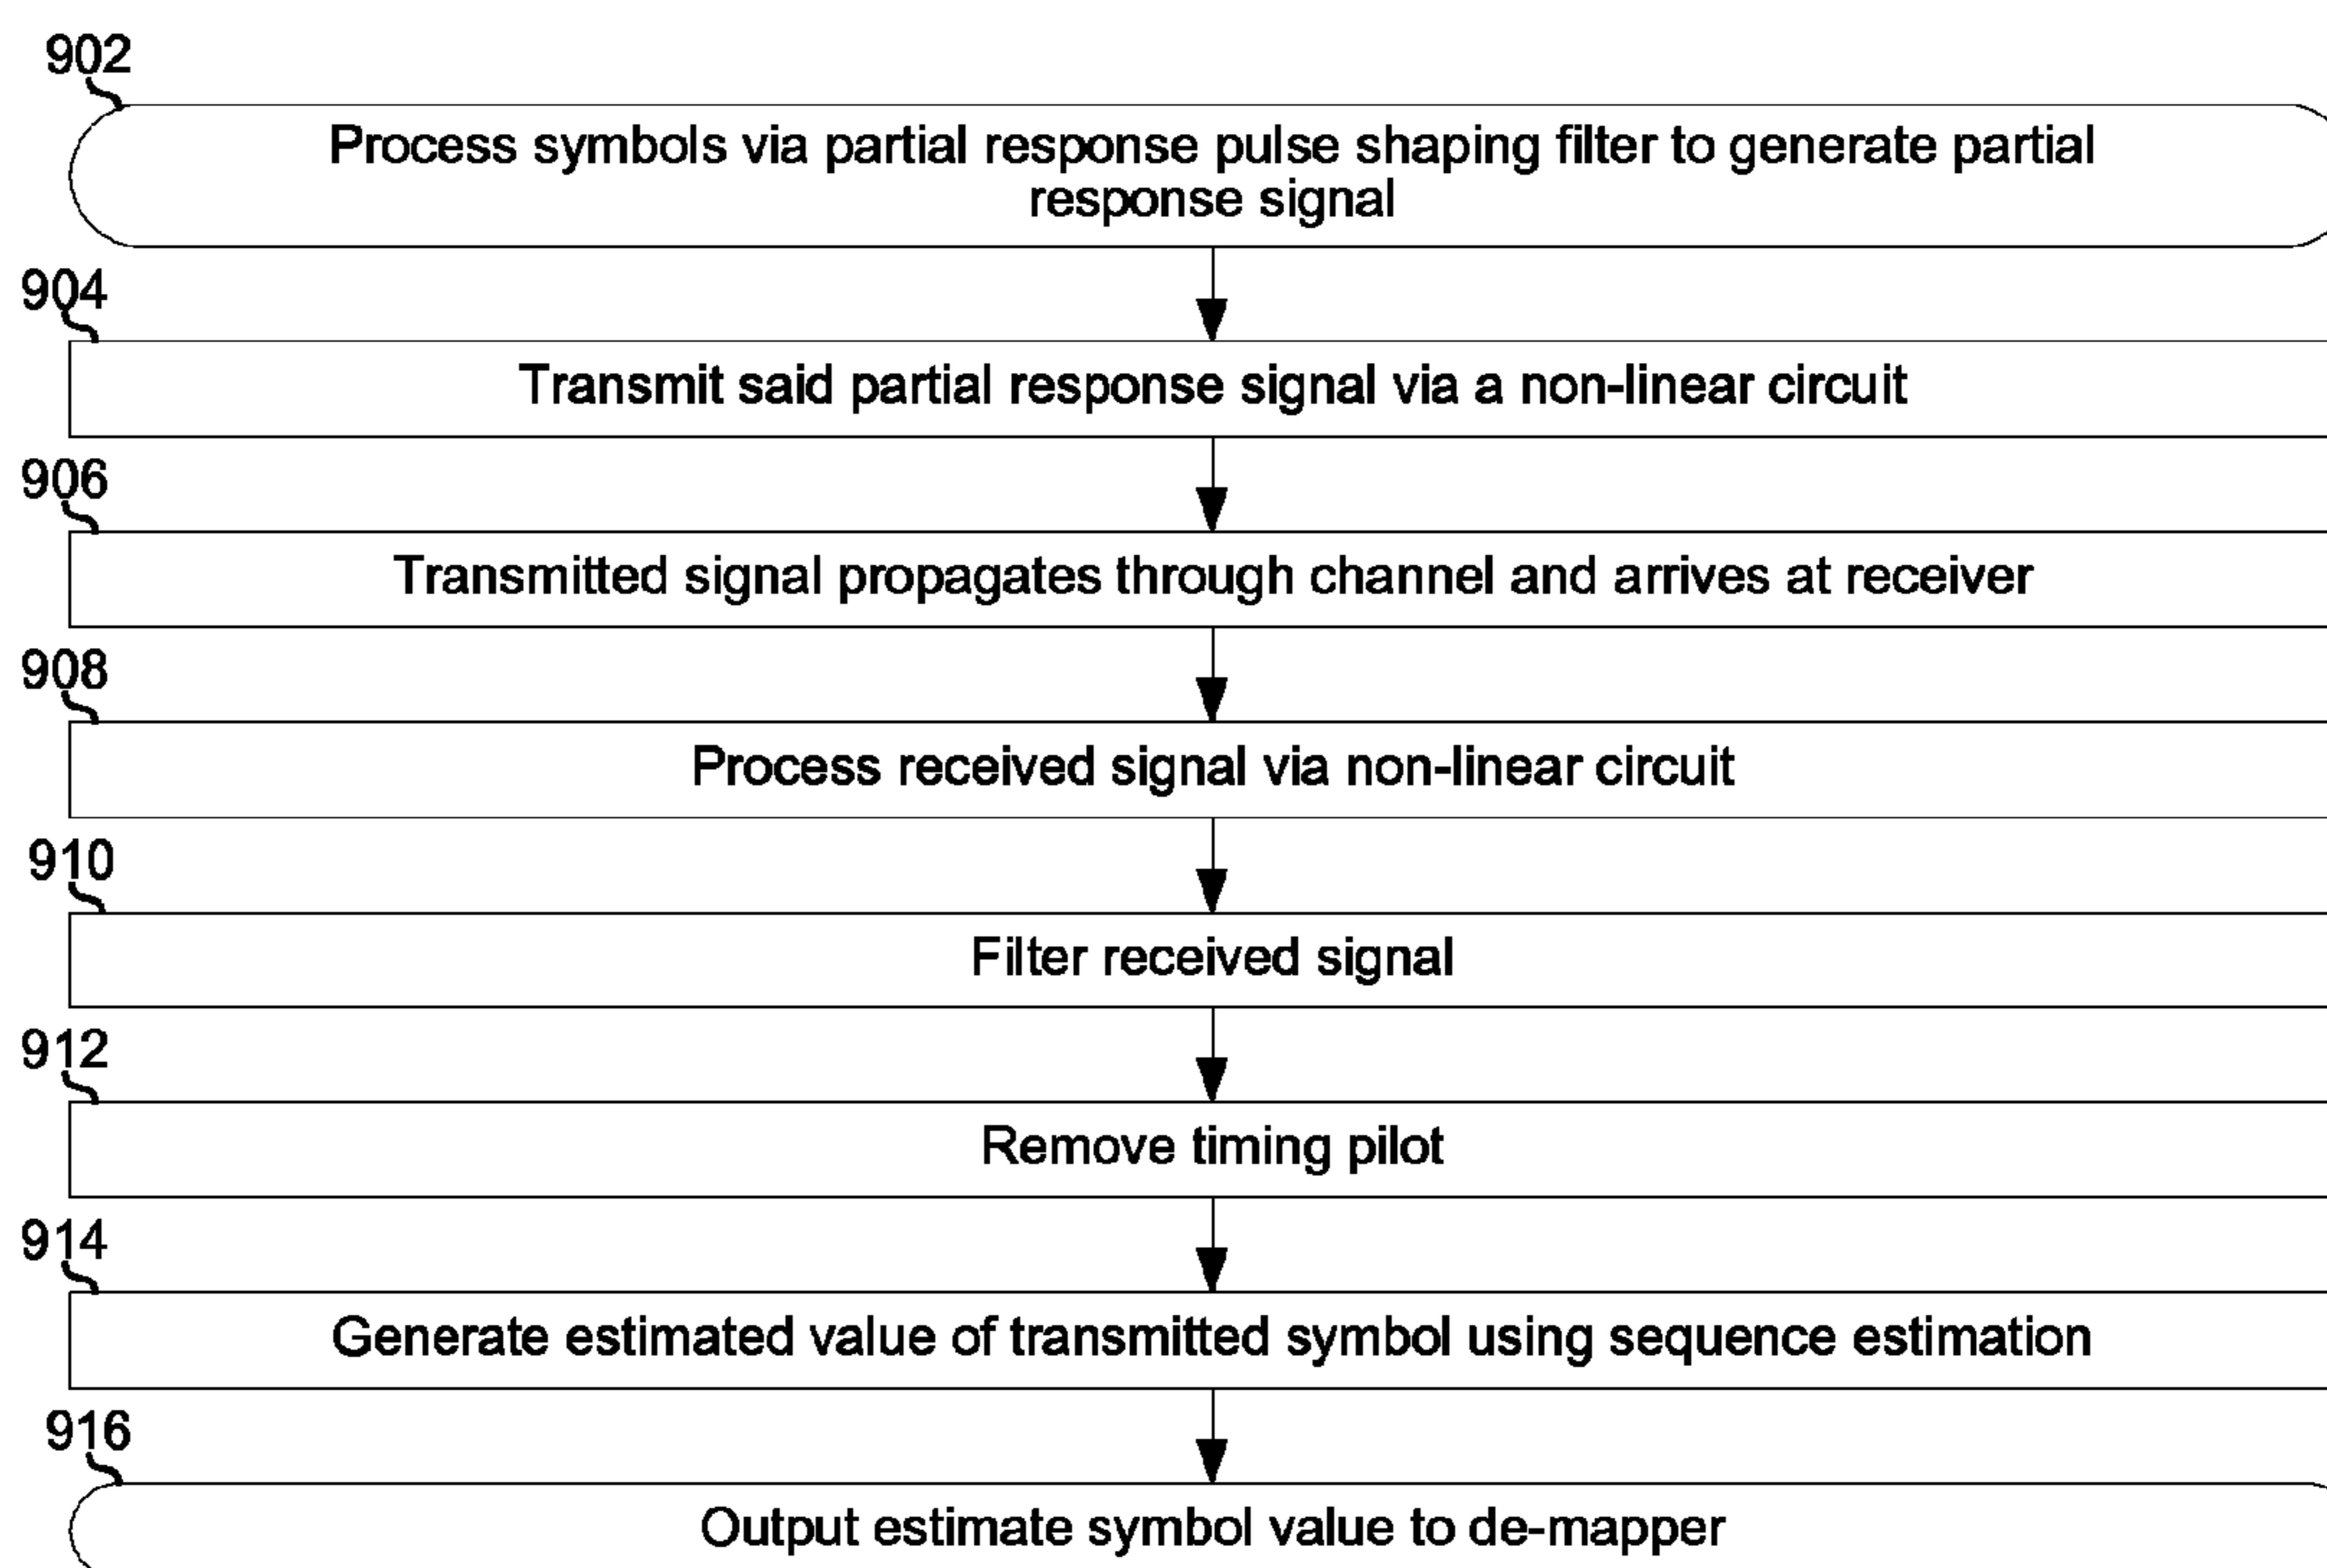 902
Process symbols via partial response pulse shaping filter to generate partial
response signal
904
Transmit said partial response signal via a non-linear circuit
906
Transmitted signal propagates through channel and arrives at receiver
908
Process received signal via non-linear circuit
910
Filter received signal
912
Remove timing pilot
914
Generate estimated value of transmitted symbol using sequence estimation
916
Output estimate symbol value to de-mapper